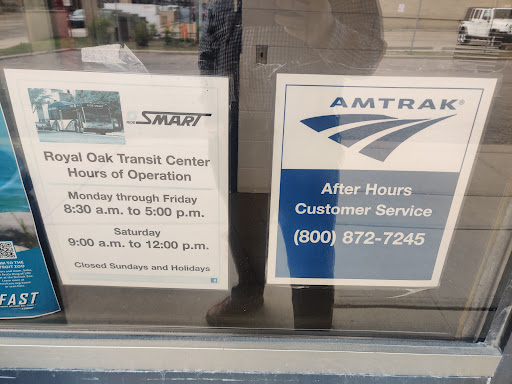 SMART
Royal Oak Transit Center
Hours of Operation
Monday through Friday
8:30 a.m. to 5:00 p.m.
Saturday
9:00 a.m. to 12:00 p.m.
Closed Sundays and Holidays
AMTRAK®
After Hours
Customer Service
(800) 872-7245
FAST